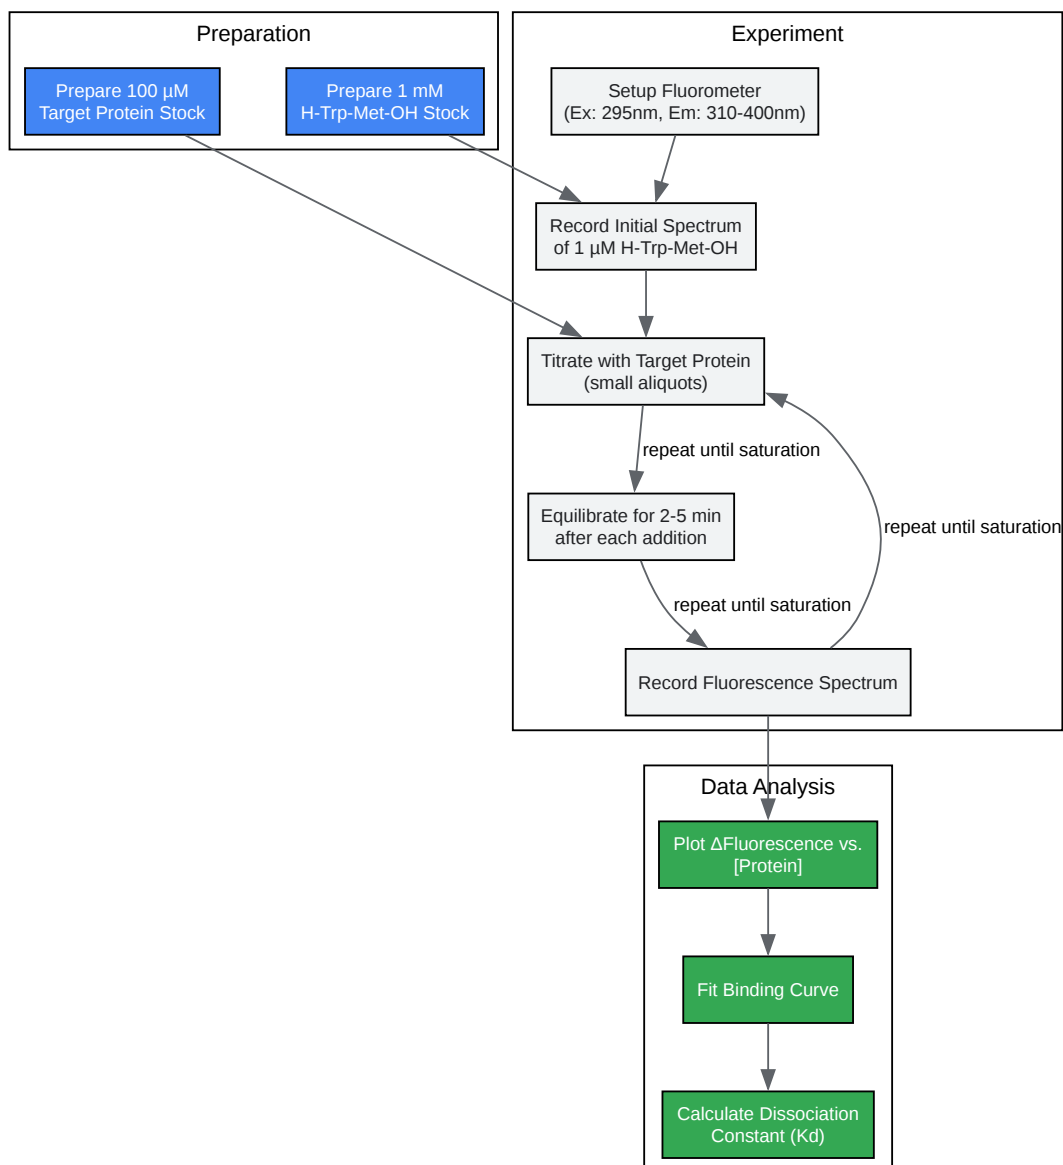 Preparation
Prepare 100 µM
Target Protein Stock
Prepare 1 mM
H-Trp-Met-OH Stock
Experiment
Setup Fluorometer
(Ex: 295nm, Em: 310-400nm)
Record Initial Spectrum
of 1 µM H-Trp-Met-OH
Titrate with Target Protein
(small aliquots)
repeat until saturation
Equilibrate for 2-5 min
after each addition
repeat until saturation
repeat until saturation
Record Fluorescence Spectrum
Data Analysis
Plot ΔFluorescence vs.
[Protein]
Fit Binding Curve
Calculate Dissociation
Constant (Kd)